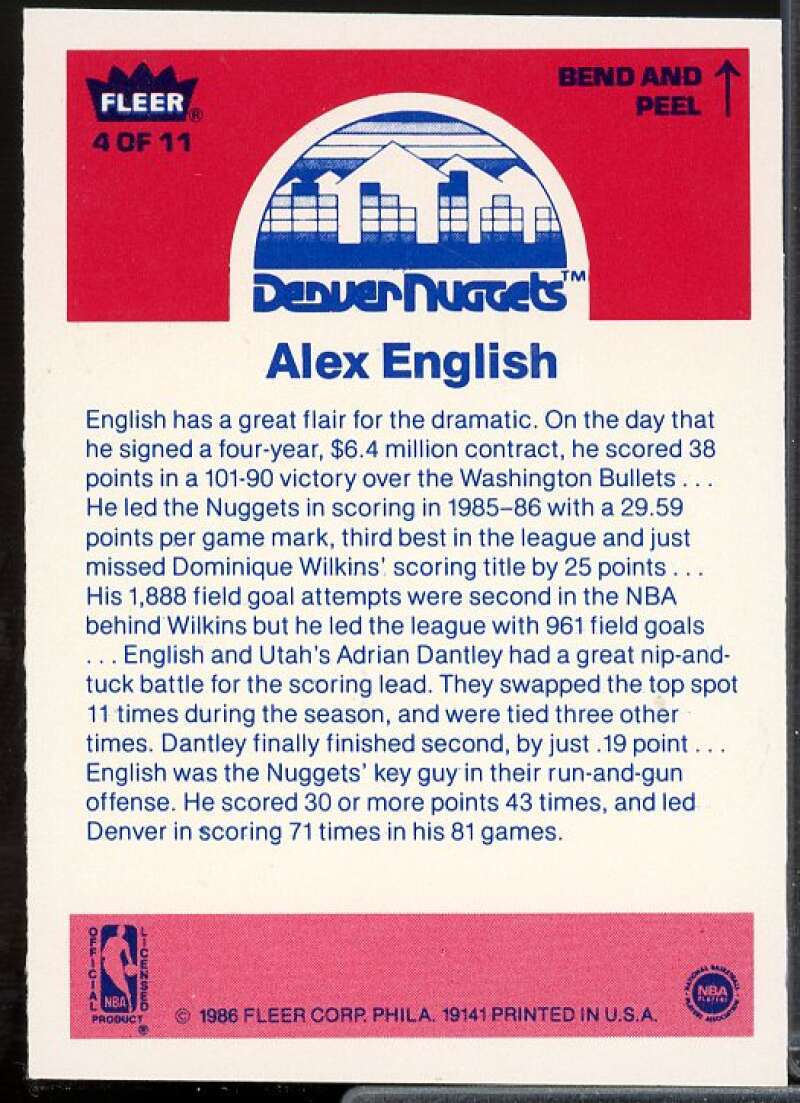 FLEER®
4 OF 11
BEND AND
PEEL
Denver Nuggets™
Alex English
English has a great flair for the dramatic. On the day that
he signed a four-year, $6.4 million contract, he scored 38
points in a 101-90 victory over the Washington Bullets . . .
He led the Nuggets in scoring in 1985–86 with a 29.59
points per game mark, third best in the league and just
missed Dominique Wilkins' scoring title by 25 points . . .
His 1,888 field goal attempts were second in the NBA
behind Wilkins but he led the league with 961 field goals
. . . English and Utah's Adrian Dantley had a great nip-and-
tuck battle for the scoring lead. They swapped the top spot
11 times during the season, and were tied three other
times. Dantley finally finished second, by just .19 point . . .
English was the Nuggets' key guy in their run-and-gun
offense. He scored 30 or more points 43 times, and led
Denver in scoring 71 times in his 81 games.
OFFICIAL
LICENSED
NBA
PRODUCT
®
© 1986 FLEER CORP. PHILA. 19141 PRINTED IN U.S.A.
NATIONAL BASKETBALL
NBA
PLAYERS
PLAYERS ASSOCIATION